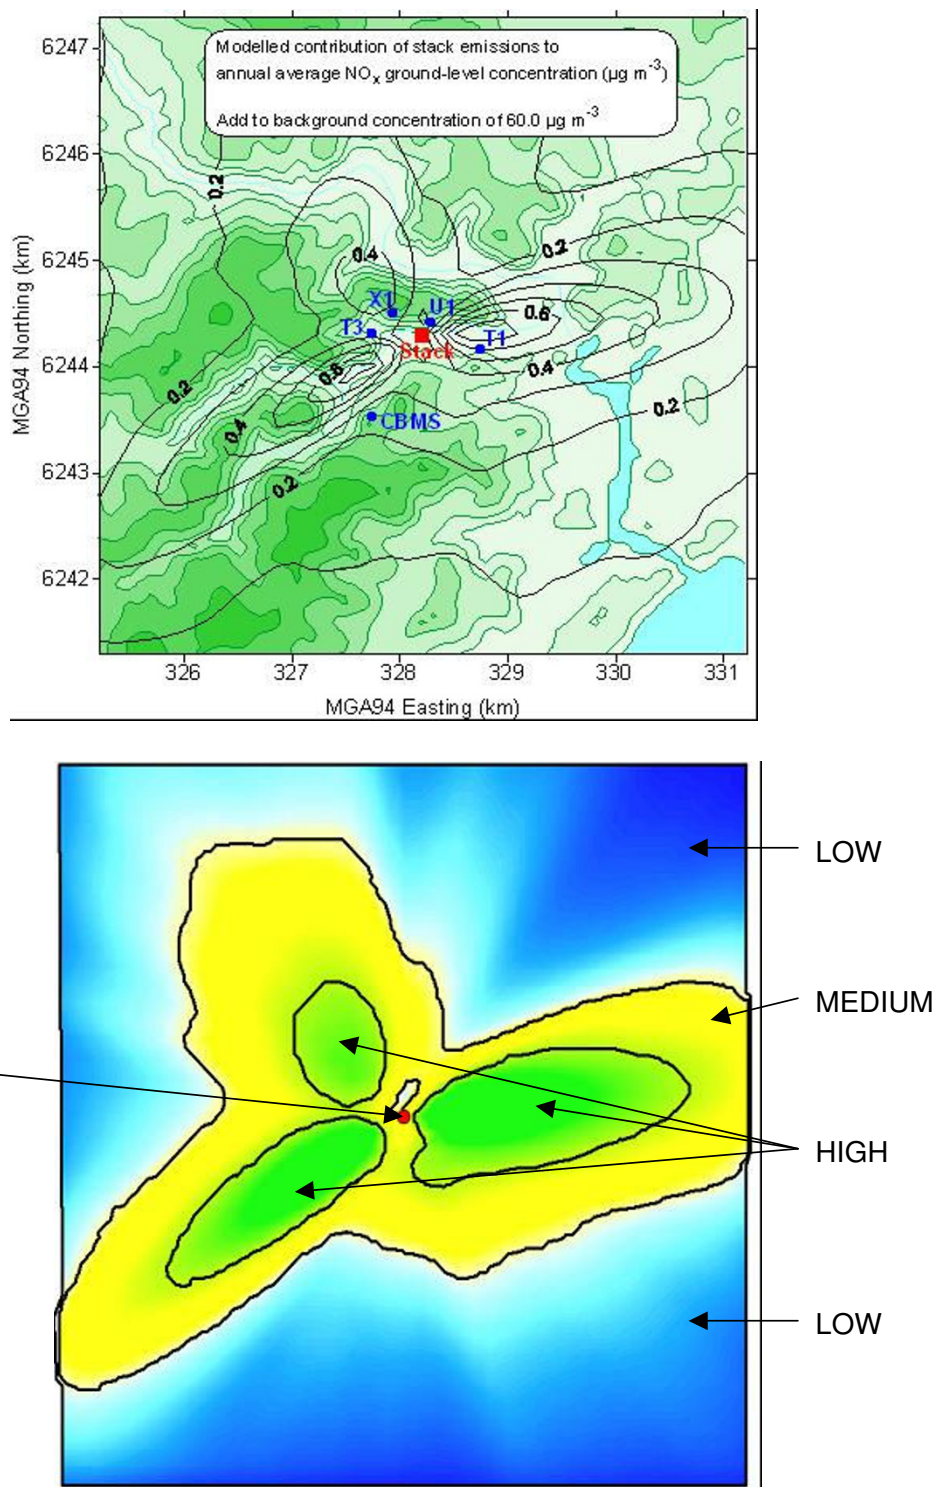 Modelled contribution of stack emissions to
annual average NOx ground-level concentration (µg m-3)
Add to background concentration of 60.0 µg m-3
6247
6246
6245
6244
6243
6242
MGA94 Northing (km)
0.2
0.4
0.2
X1
U1
0.6
T3
T1
Stack
0.4
0.6
0.2
0.2
0.4
CBMS
0.2
326
327
328
329
330
331
MGA94 Easting (km)
LOW
MEDIUM
HIGH
LOW